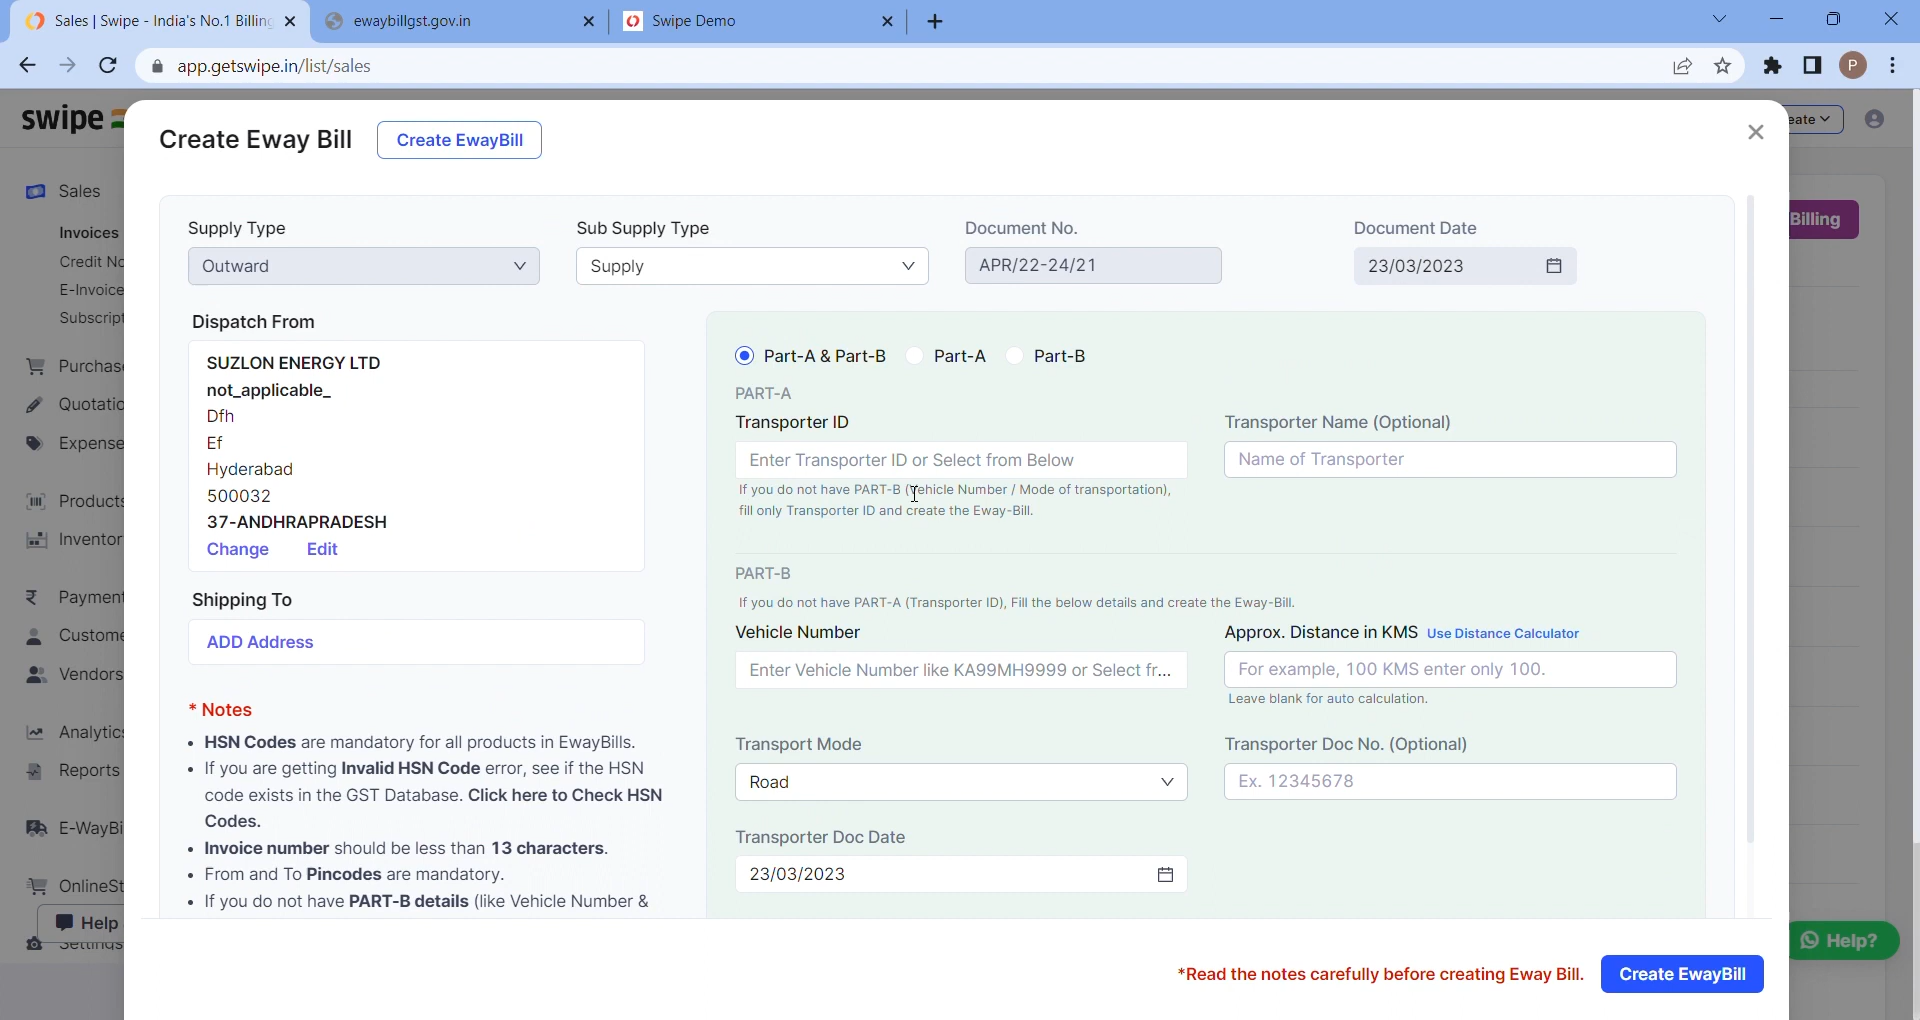 Sales | Swipe - India's No.1 Billing
ewaybillgst.gov.in
Swipe Demo
app.getswipe.in/list/sales
P
swipe
eate
Create Eway Bill
Create EwayBill
Sales
Invoices
Credit No
E-Invoice
Subscript
Purchase
Quotatio
Expense
Products
Inventor
Payment
Custome
Vendors
Analytics
Reports
E-WayBi
OnlineSt
Help
Settings
Billing
Supply Type
Outward
Sub Supply Type
Supply
Document No.
APR/22-24/21
Document Date
23/03/2023
Dispatch From
SUZLON ENERGY LTD
not_applicable_
Dfh
Ef
Hyderabad
500032
37-ANDHRAPRADESH
Change Edit
Shipping To
ADD Address
* Notes
• HSN Codes are mandatory for all products in EwayBills.
• If you are getting Invalid HSN Code error, see if the HSN
code exists in the GST Database. Click here to Check HSN
Codes.
• Invoice number should be less than 13 characters.
• From and To Pincodes are mandatory.
• If you do not have PART-B details (like Vehicle Number &
Part-A & Part-B Part-A Part-B
PART-A
Transporter ID
Enter Transporter ID or Select from Below
If you do not have PART-B (Vehicle Number / Mode of transportation),
fill only Transporter ID and create the Eway-Bill.
Transporter Name (Optional)
Name of Transporter
PART-B
If you do not have PART-A (Transporter ID), Fill the below details and create the Eway-Bill.
Vehicle Number
Enter Vehicle Number like KA99MH9999 or Select fr...
Approx. Distance in KMS Use Distance Calculator
For example, 100 KMS enter only 100.
Leave blank for auto calculation.
Transport Mode
Road
Transporter Doc No. (Optional)
Ex. 12345678
Transporter Doc Date
23/03/2023
*Read the notes carefully before creating Eway Bill.
Create EwayBill
Help?